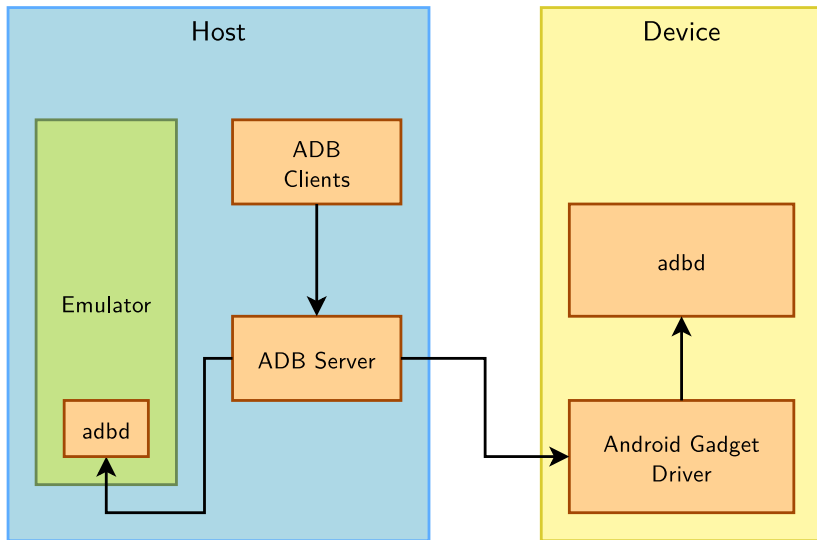 Host
Device
ADB
Clients
adbd
Emulator
ADB Server
adbd
Android Gadget
Driver